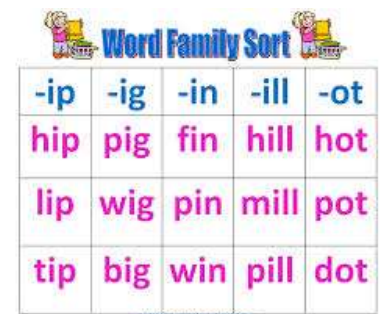 Word Family Sort
-ip -ig -in -ill -ot
hip pig fin hill hot
lip wig pin mill pot
tip big win pill dot